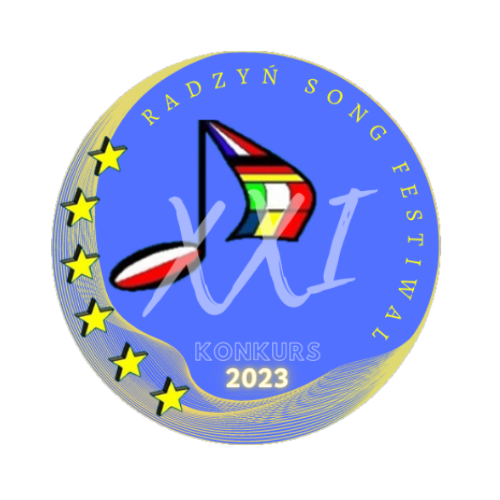 RADZYŃ SONG FESTIWAL
XXI
KONKURS
2023